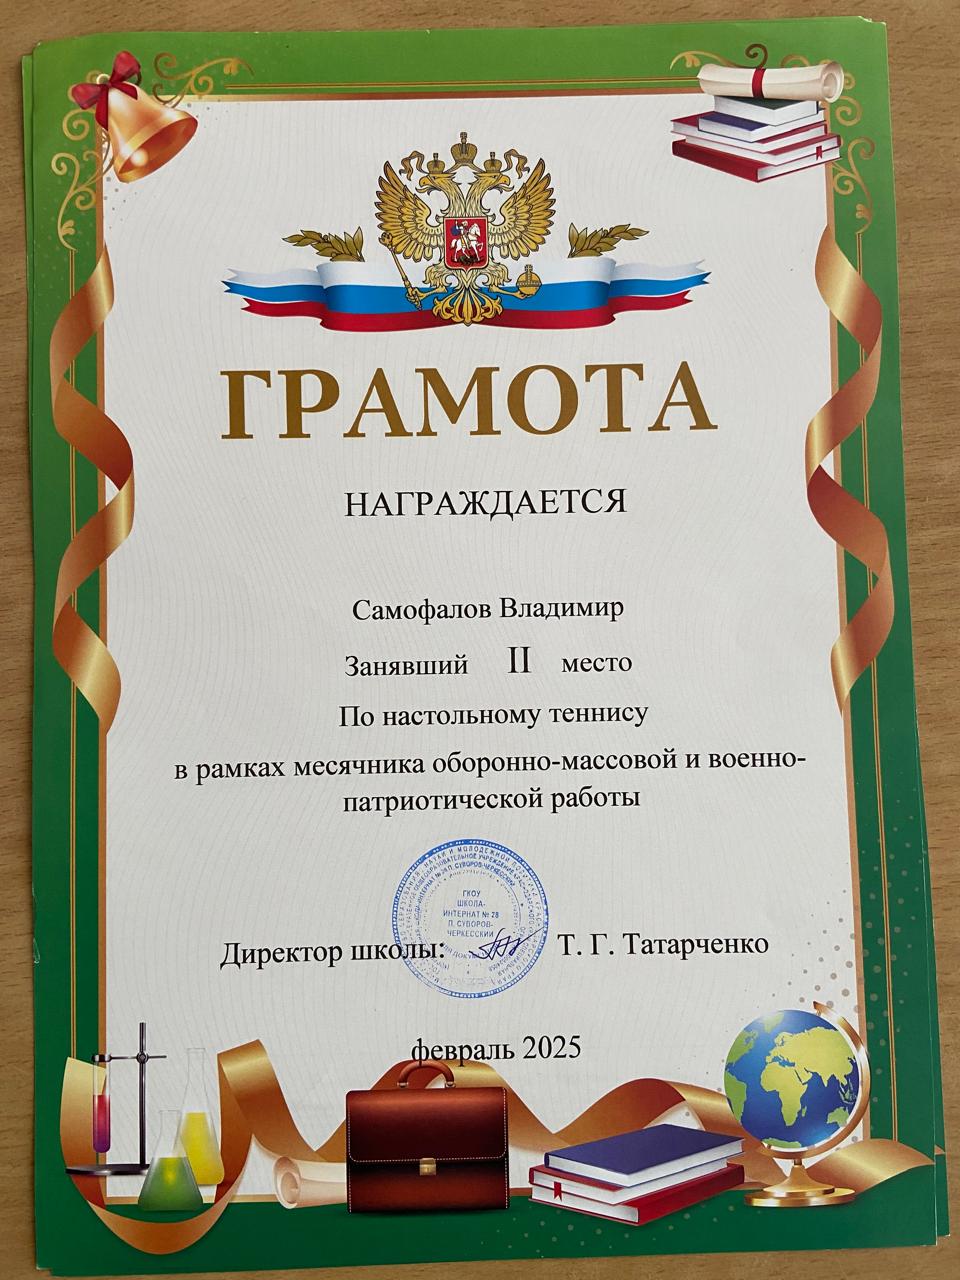 ГРАМОТА
НАГРАЖДАЕТСЯ
Самофалов Владимир
Занявший II место
По настольному теннису
в рамках месячника оборонно-массовой и военно-
патриотической работы
ГКОУ
ШКОЛА-
ИНТЕРНАТ № 28
П. СУВОРОВ-
ЧЕРКЕССКИЙ
Директор школы: Т. Г. Татарченко
февраль 2025